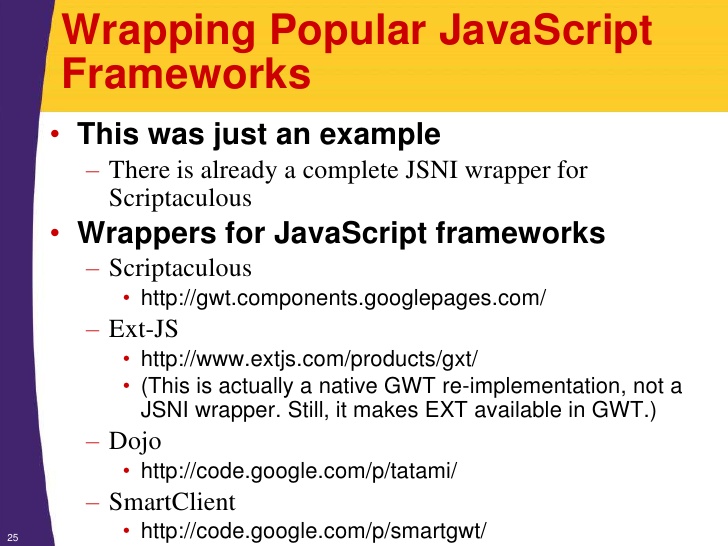 Wrapping Popular JavaScript
Frameworks
• This was just an example
– There is already a complete JSNI wrapper for
Scriptaculous
• Wrappers for JavaScript frameworks
– Scriptaculous
• http://gwt.components.googlepages.com/
– Ext-JS
• http://www.extjs.com/products/gxt/
• (This is actually a native GWT re-implementation, not a
JSNI wrapper. Still, it makes EXT available in GWT.)
– Dojo
• http://code.google.com/p/tatami/
– SmartClient
• http://code.google.com/p/smartgwt/
25